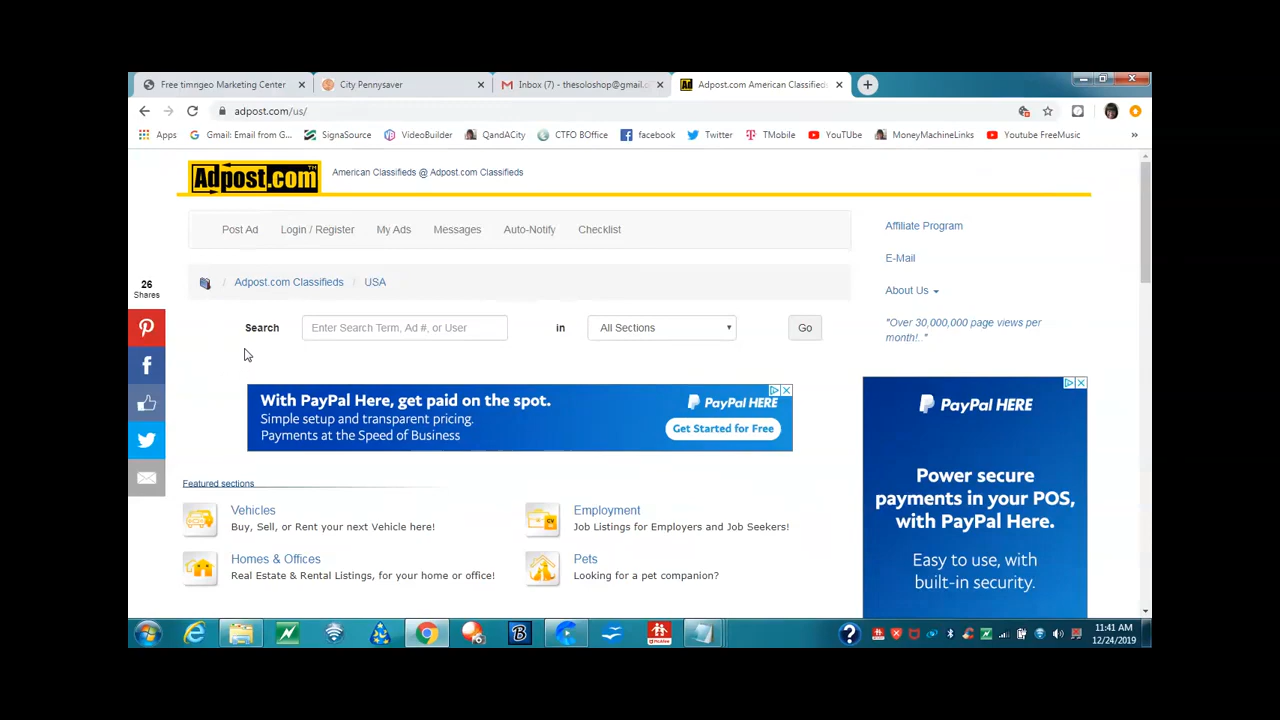 Free timngeo Marketing Center
City Pennysaver
Inbox (7) - thesoloshop@gmail.c
Adpost.com American Classifieds
adpost.com/us/
Apps
Gmail: Email from G...
SignaSource
VideoBuilder
QandACity
CTFO BOffice
facebook
Twitter
TMobile
YouTUbe
MoneyMachineLinks
Youtube FreeMusic
»
Adpost.com™
American Classifieds @ Adpost.com Classifieds
Post Ad
Login / Register
My Ads
Messages
Auto-Notify
Checklist
Affiliate Program
E-Mail
About Us
"Over 30,000,000 page views per
month!.."
/ Adpost.com Classifieds / USA
26
Shares
Search
Enter Search Term, Ad #, or User
in
All Sections
Go
With PayPal Here, get paid on the spot.
Simple setup and transparent pricing.
Payments at the Speed of Business
PayPal HERE
Get Started for Free
PayPal HERE
Power secure
payments in your POS,
with PayPal Here.
Easy to use, with
built-in security.
Featured sections
Vehicles
Buy, Sell, or Rent your next Vehicle here!
Employment
Job Listings for Employers and Job Seekers!
Homes & Offices
Real Estate & Rental Listings, for your home or office!
Pets
Looking for a pet companion?
11:41 AM
12/24/2019